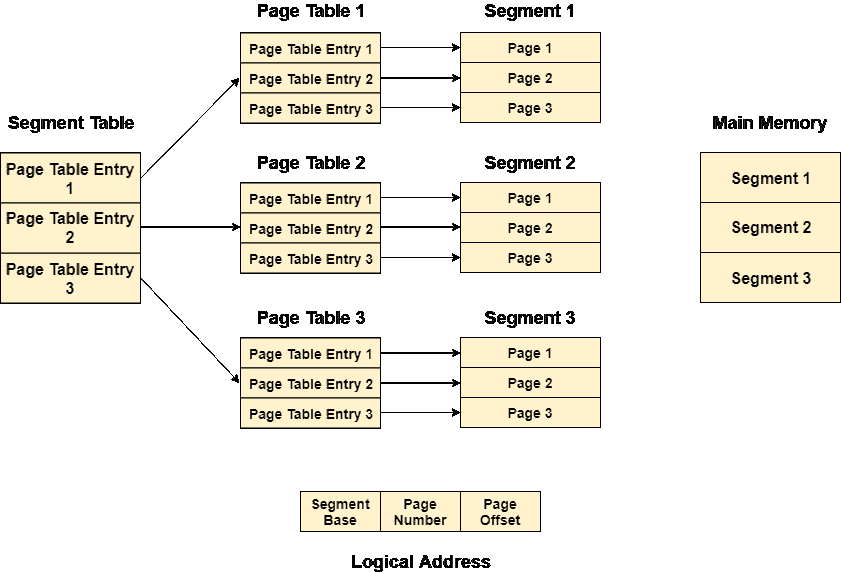 Page Table 1
Segment 1
Page Table Entry 1
Page 1
Page Table Entry 2
Page 2
Page Table Entry 3
Page 3
Segment Table
Page Table Entry
1
Page Table Entry
2
Page Table Entry
3
Page Table 2
Segment 2
Page Table Entry 1
Page 1
Page Table Entry 2
Page 2
Page Table Entry 3
Page 3
Main Memory
Segment 1
Segment 2
Segment 3
Page Table 3
Segment 3
Page Table Entry 1
Page 1
Page Table Entry 2
Page 2
Page Table Entry 3
Page 3
Segment
Base
Page
Number
Page
Offset
Logical Address